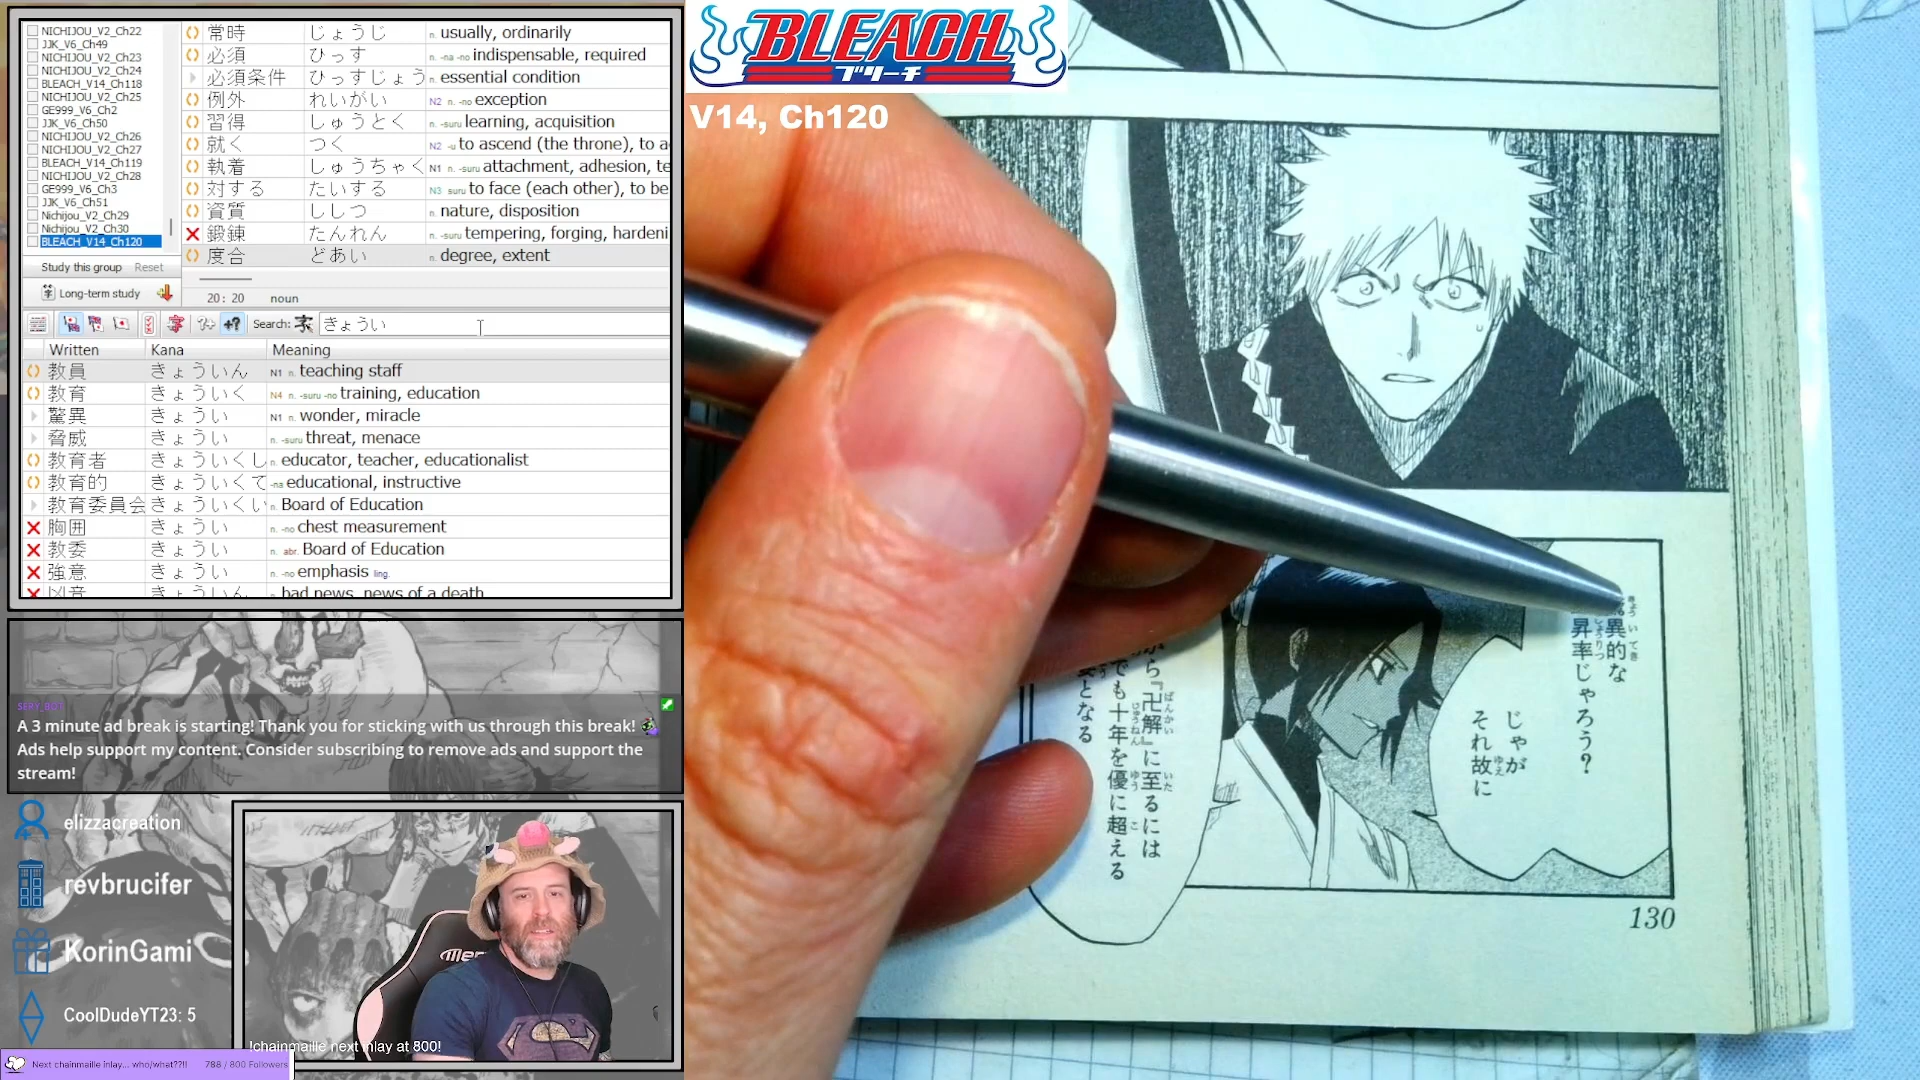 NICHIJOU_V2_Ch22
JJK_V6_Ch49
NICHIJOU_V2_Ch23
NICHIJOU_V2_Ch24
BLEACH_V14_Ch118
NICHIJOU_V2_Ch25
GE999_V6_Ch2
JJK_V6_Ch50
NICHIJOU_V2_Ch26
NICHIJOU_V2_Ch27
BLEACH_V14_Ch119
NICHIJOU_V2_Ch28
GE999_V6_Ch3
JJK_V6_Ch51
Nichijou_V2_Ch29
Nichijou_V2_Ch30
BLEACH_V14_Ch120
Study this group Reset
Long-term study
常時 じょうじ n. usually, ordinarily
必須 ひっす n. -na -no indispensable, required
必須条件 ひっすじょう n. essential condition
例外 れいがい N2 n. -no exception
習得 しゅうとく n. -suru learning, acquisition
就く つく N2 -u to ascend (the throne), to a
執着 しゅうちゃく N1 n. -suru attachment, adhesion, te
対する たいする N3 suru to face (each other), to be
資質 ししつ n. nature, disposition
鍛錬 たんれん n. -suru tempering, forging, hardeni
度合 どあい n. degree, extent
20: 20 noun
Search: きょうい
Written Kana Meaning
教員 きょういん N1 n. teaching staff
教育 きょういく N4 n. -suru -no training, education
驚異 きょうい N1 n. wonder, miracle
脅威 きょうい n. -suru threat, menace
教育者 きょういくし n. educator, teacher, educationalist
教育的 きょういくて -na educational, instructive
教育委員会 きょういくい n. Board of Education
胸囲 きょうい n. -no chest measurement
教委 きょうい n. abr. Board of Education
強意 きょうい n. -no emphasis ling.
凶音 きょういん bad news, news of a death
SERY_BOT
A 3 minute ad break is starting! Thank you for sticking with us through this break!
Ads help support my content. Consider subscribing to remove ads and support the
stream!
elizzacreation
revbrucifer
KorinGami
CoolDudeYT23: 5
!chainmaille next inlay at 800!
Next chainmaille inlay... who/what??!! 788 / 800 Followers
BLEACH
ブリーチ
V14, Ch120
異的な
昇率じゃろう?
じゃが
それ故に
から『卍解』に至るには
でも十年を優に超える
要となる
130